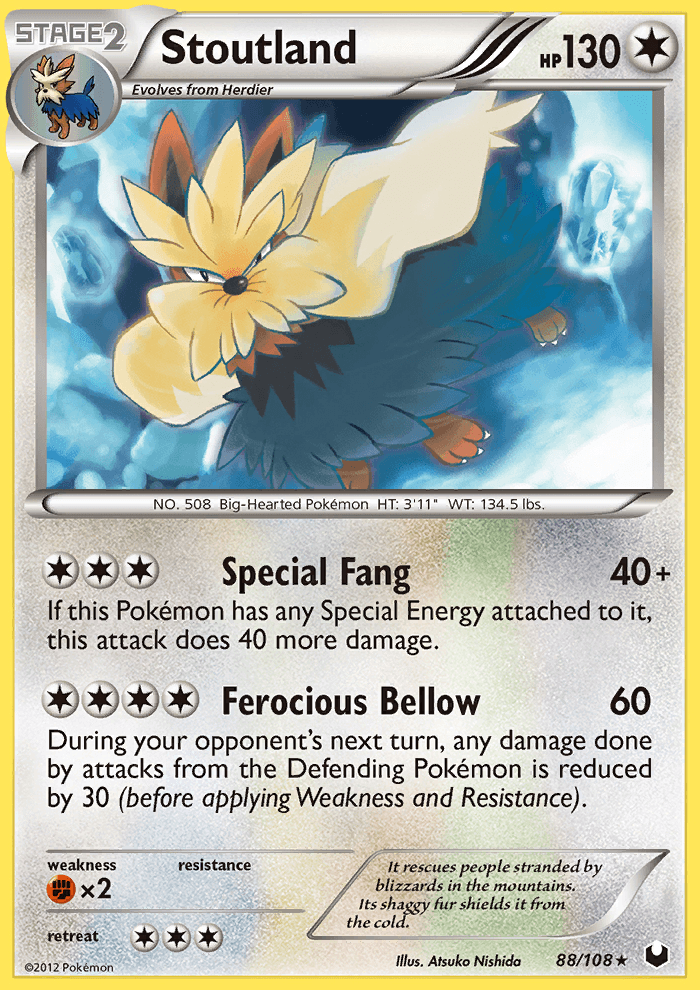 STAGE2
Stoutland
HP130
Evolves from Herdier
NO. 508 Big-Hearted Pokémon HT: 3'11" WT: 134.5 lbs.
Special Fang 40+
If this Pokémon has any Special Energy attached to it,
this attack does 40 more damage.
Ferocious Bellow 60
During your opponent's next turn, any damage done
by attacks from the Defending Pokémon is reduced
by 30 (before applying Weakness and Resistance).
weakness resistance
×2
retreat
It rescues people stranded by
blizzards in the mountains.
Its shaggy fur shields it from
the cold.
©2012 Pokémon
Illus. Atsuko Nishida 88/108★